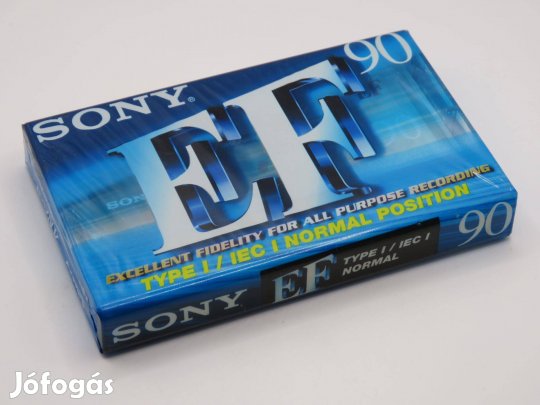 SONY®
EF
90
SONY
EXCELLENT FIDELITY FOR ALL PURPOSE RECORDING
TYPE I / IEC I NORMAL POSITION
SONY
EF
TYPE I / IEC I
NORMAL
90
Jófogás